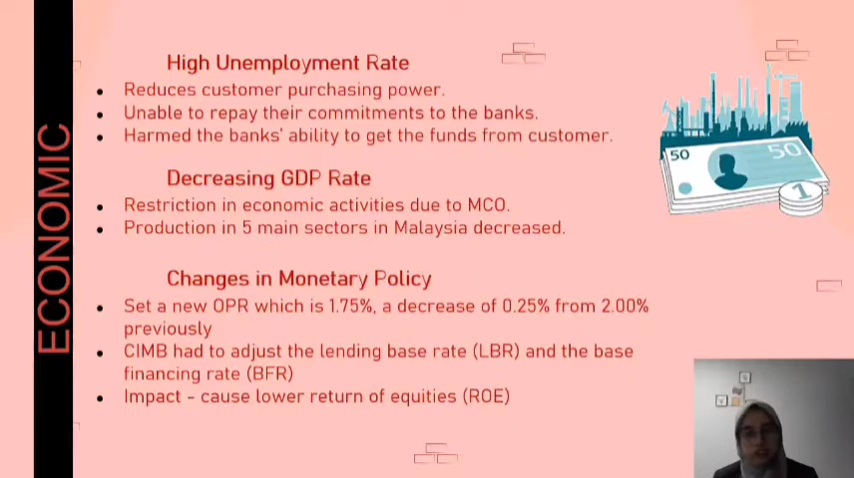 ECONOMIC
High Unemployment Rate
Reduces customer purchasing power.
Unable to repay their commitments to the banks.
Harmed the banks' ability to get the funds from customer.
Decreasing GDP Rate
Restriction in economic activities due to MCO.
Production in 5 main sectors in Malaysia decreased.
Changes in Monetary Policy
Set a new OPR which is 1.75%, a decrease of 0.25% from 2.00%
previously
CIMB had to adjust the lending base rate (LBR) and the base
financing rate (BFR)
Impact - cause lower return of equities (ROE)
50
50
1